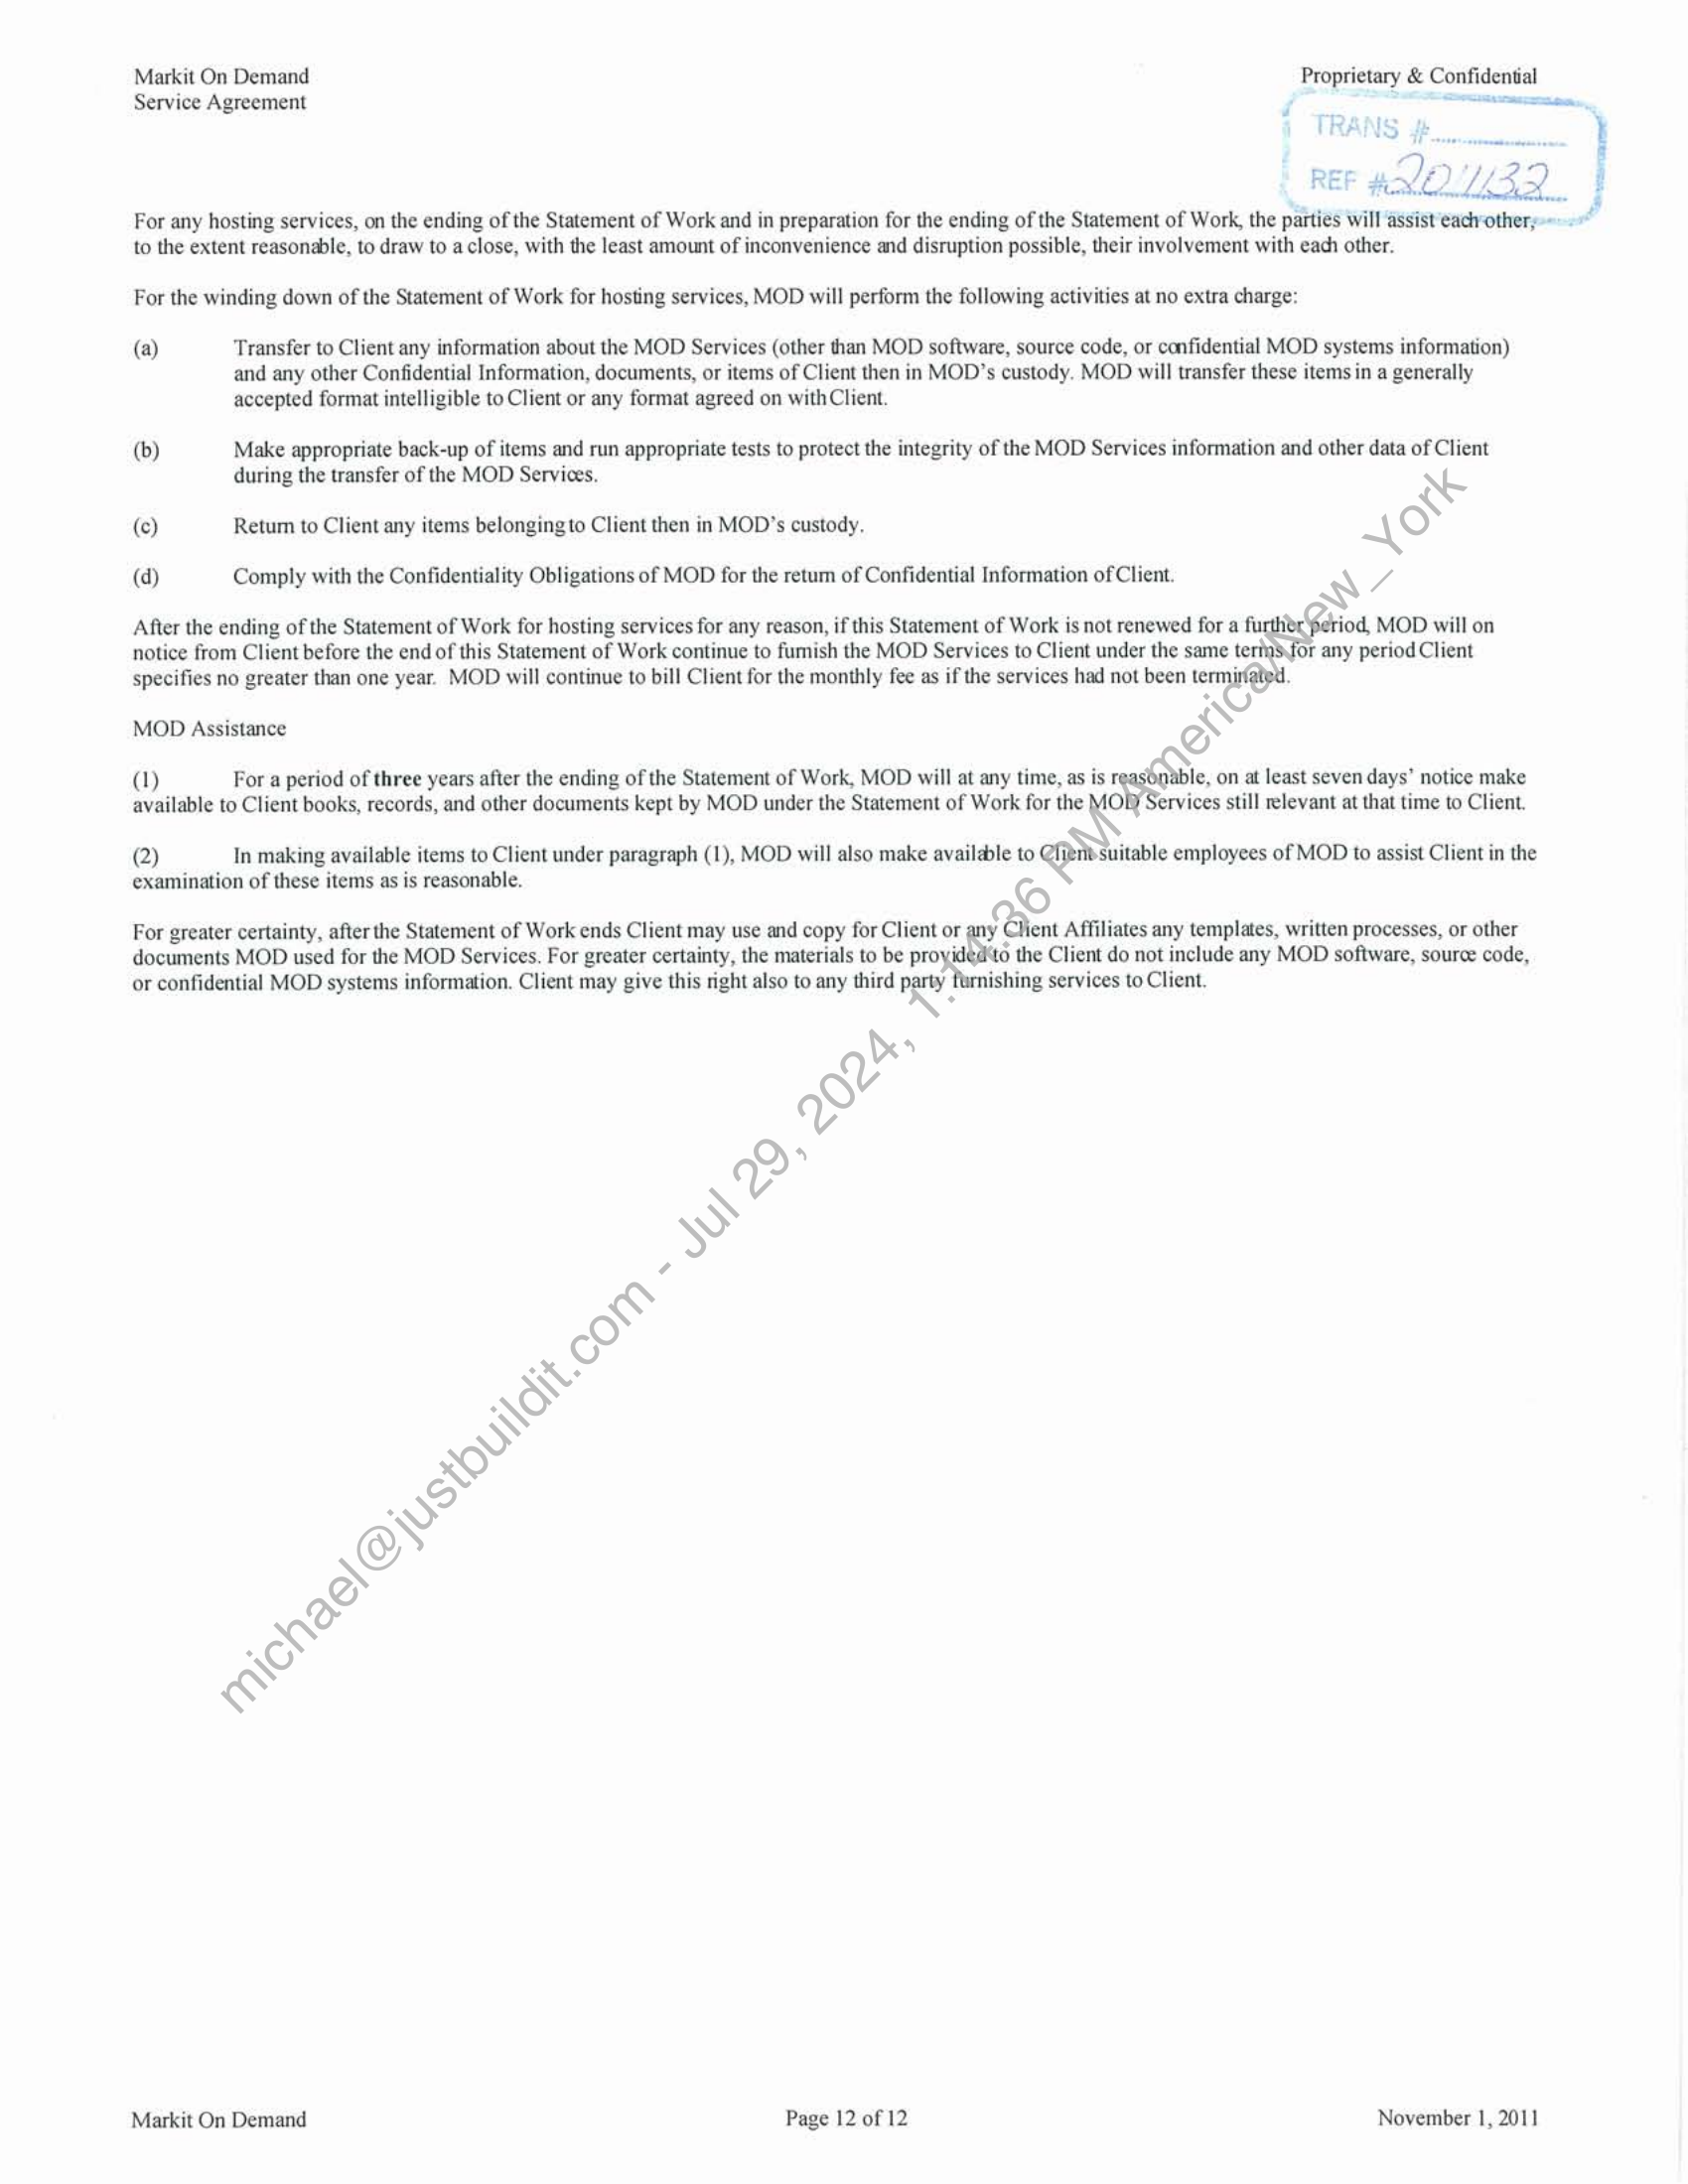 Markit On Demand
Service Agreement
Proprietary & Confidential
TRANS #
REF #201132
For any hosting services, on the ending of the Statement of Work and in preparation for the ending of the Statement of Work, the parties will assist each other,
to the extent reasonable, to draw to a close, with the least amount of inconvenience and disruption possible, their involvement with each other.
For the winding down of the Statement of Work for hosting services, MOD will perform the following activities at no extra charge:
(a) Transfer to Client any information about the MOD Services (other than MOD software, source code, or confidential MOD systems information)
and any other Confidential Information, documents, or items of Client then in MOD's custody. MOD will transfer these items in a generally
accepted format intelligible to Client or any format agreed on with Client.
(b) Make appropriate back-up of items and run appropriate tests to protect the integrity of the MOD Services information and other data of Client
during the transfer of the MOD Services.
(c) Return to Client any items belonging to Client then in MOD's custody.
(d) Comply with the Confidentiality Obligations of MOD for the return of Confidential Information of Client.
After the ending of the Statement of Work for hosting services for any reason, if this Statement of Work is not renewed for a further period, MOD will on
notice from Client before the end of this Statement of Work continue to furnish the MOD Services to Client under the same terms for any period Client
specifies no greater than one year. MOD will continue to bill Client for the monthly fee as if the services had not been terminated.
MOD Assistance
(1) For a period of three years after the ending of the Statement of Work, MOD will at any time, as is reasonable, on at least seven days' notice make
available to Client books, records, and other documents kept by MOD under the Statement of Work for the MOD Services still relevant at that time to Client.
(2) In making available items to Client under paragraph (1), MOD will also make available to Client suitable employees of MOD to assist Client in the
examination of these items as is reasonable.
For greater certainty, after the Statement of Work ends Client may use and copy for Client or any Client Affiliates any templates, written processes, or other
documents MOD used for the MOD Services. For greater certainty, the materials to be provided to the Client do not include any MOD software, source code,
or confidential MOD systems information. Client may give this right also to any third party furnishing services to Client.
michael@justbuildit.com - Jul 29, 2024, 1:14:36 PM America/New_York
Markit On Demand
Page 12 of 12
November 1, 2011